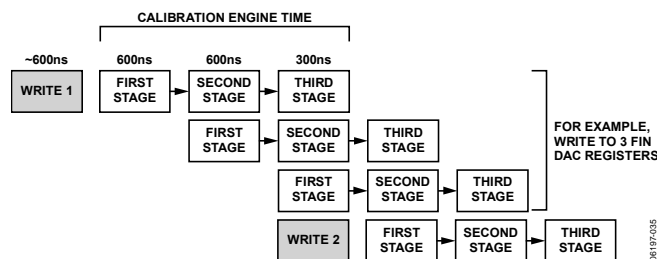 CALIBRATION ENGINE TIME
~600ns 600ns 600ns 300ns
WRITE 1 FIRST STAGE SECOND STAGE THIRD STAGE
FIRST STAGE SECOND STAGE THIRD STAGE
FIRST STAGE SECOND STAGE THIRD STAGE
WRITE 2 FIRST STAGE SECOND STAGE THIRD STAGE
FOR EXAMPLE,
WRITE TO 3 FIN
DAC REGISTERS
06197-035